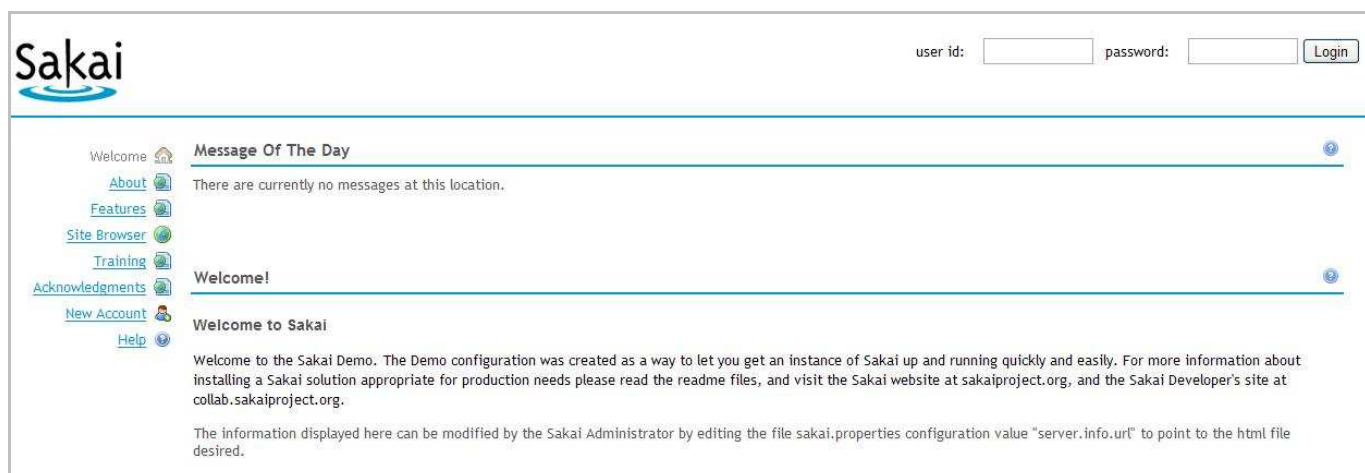 Sakai
user id:
password:
Login
Welcome
About
Features
Site Browser
Training
Acknowledgments
New Account
Help
Message Of The Day
There are currently no messages at this location.
Welcome!
Welcome to Sakai
Welcome to the Sakai Demo. The Demo configuration was created as a way to let you get an instance of Sakai up and running quickly and easily. For more information about
installing a Sakai solution appropriate for production needs please read the readme files, and visit the Sakai website at sakaiproject.org, and the Sakai Developer's site at
collab.sakaiproject.org.
The information displayed here can be modified by the Sakai Administrator by editing the file sakai.properties configuration value "server.info.url" to point to the html file
desired.